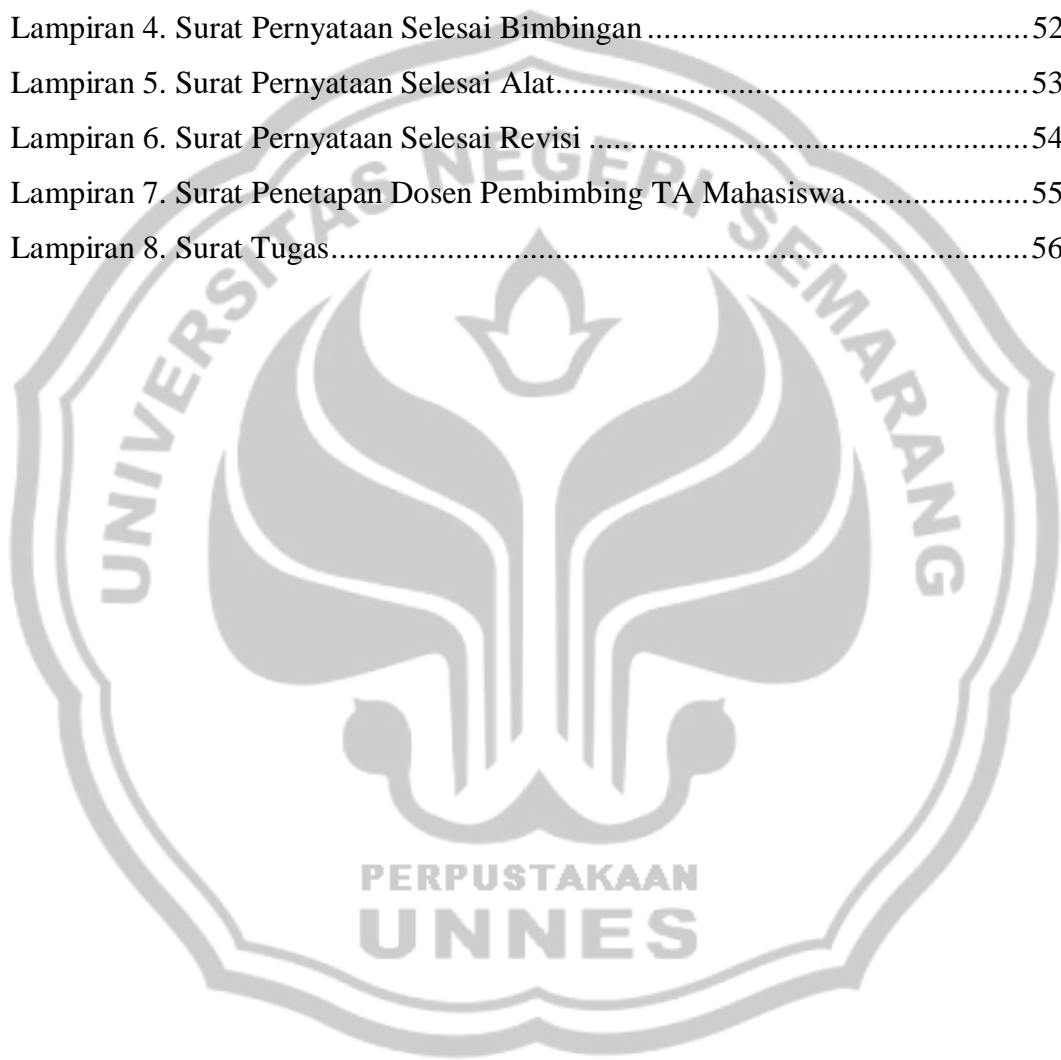 Lampiran 4. Surat Pernyataan Selesai Bimbingan ............................................ 52
Lampiran 5. Surat Pernyataan Selesai Alat....................................................... 53
Lampiran 6. Surat Pernyataan Selesai Revisi ................................................... 54
Lampiran 7. Surat Penetapan Dosen Pembimbing TA Mahasiswa..................... 55
Lampiran 8. Surat Tugas.................................................................................. 56
UNIVERSITAS NEGERI SEMARANG
PERPUSTAKAAN
UNNES